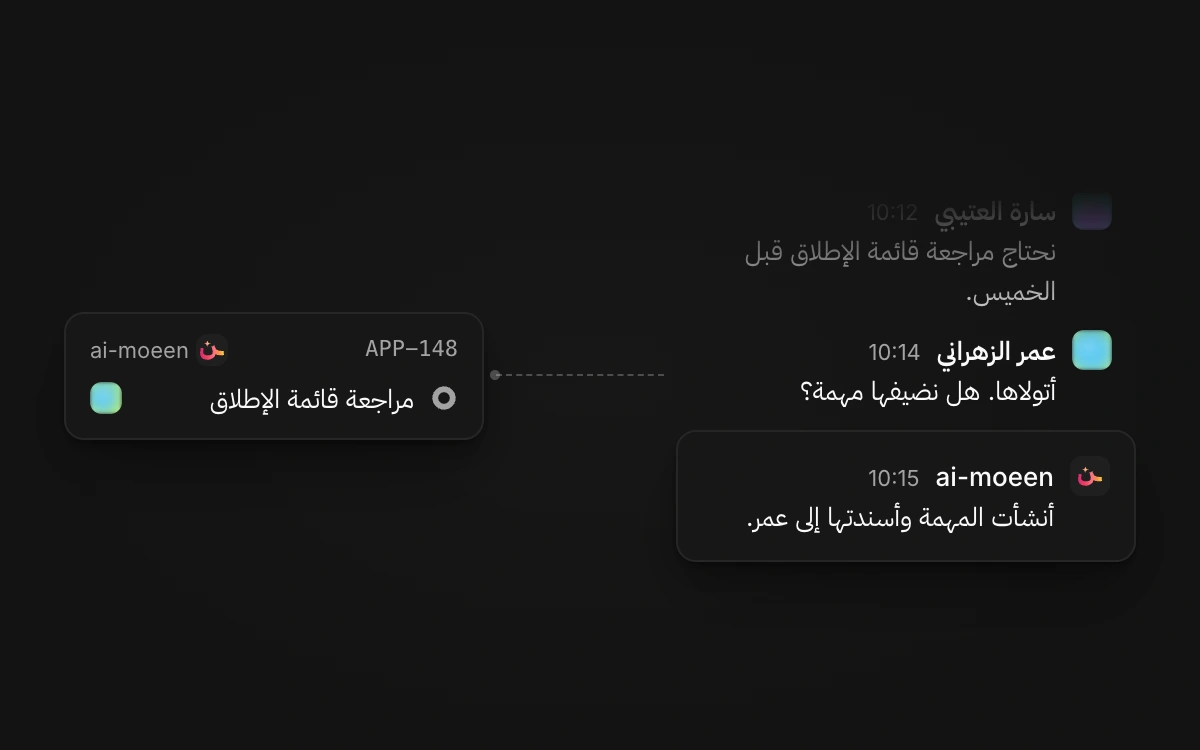 سارة العتيبي 10:12
نحتاج مراجعة قائمة الإطلاق قبل
الخميس.
عمر الزهراني 10:14
أتولاها. هل نضيفها مهمة؟
ai-moeen 10:15
أنشأت المهمة وأسندتها إلى عمر.
APP-148 ai-moeen
مراجعة قائمة الإطلاق